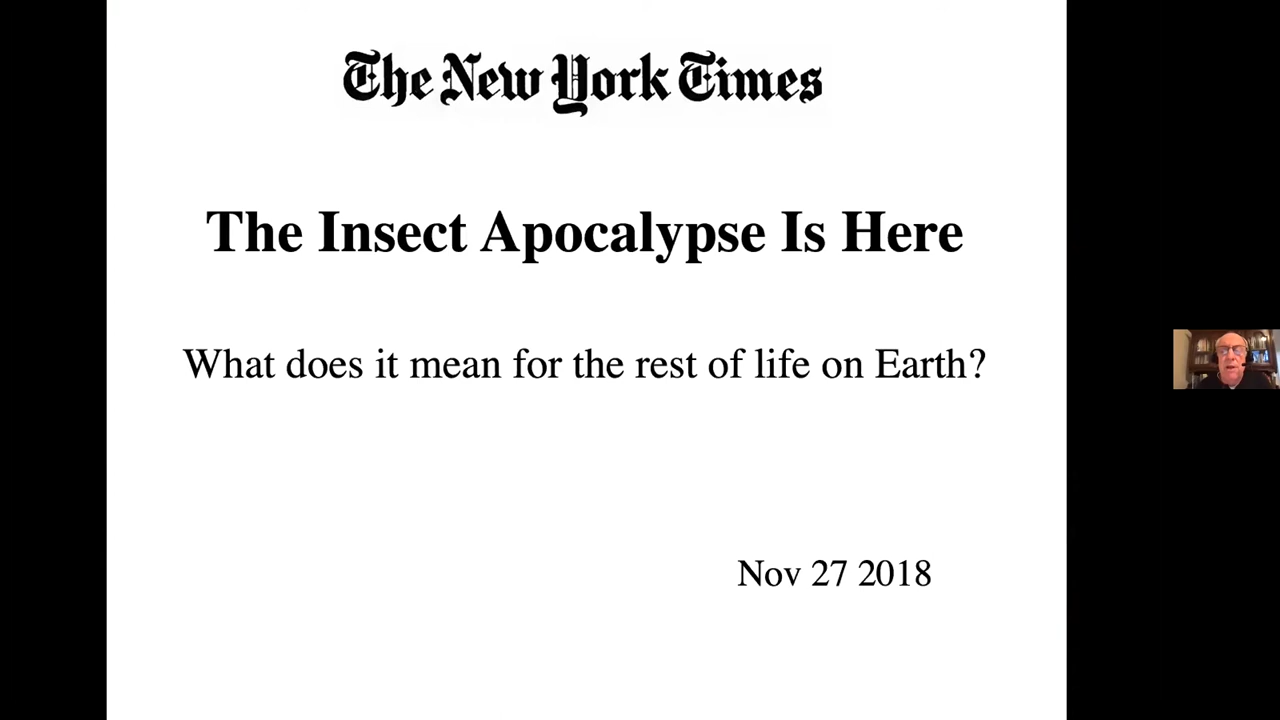 The New York Times
The Insect Apocalypse Is Here
What does it mean for the rest of life on Earth?
Nov 27 2018